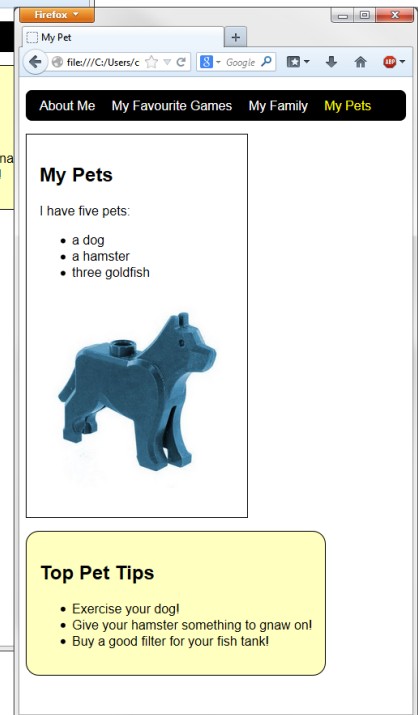 Firefox
My Pet
file:///C:/Users/c
Google
ABP
About Me My Favourite Games My Family My Pets
na
My Pets
I have five pets:
a dog
a hamster
three goldfish
Top Pet Tips
Exercise your dog!
Give your hamster something to gnaw on!
Buy a good filter for your fish tank!